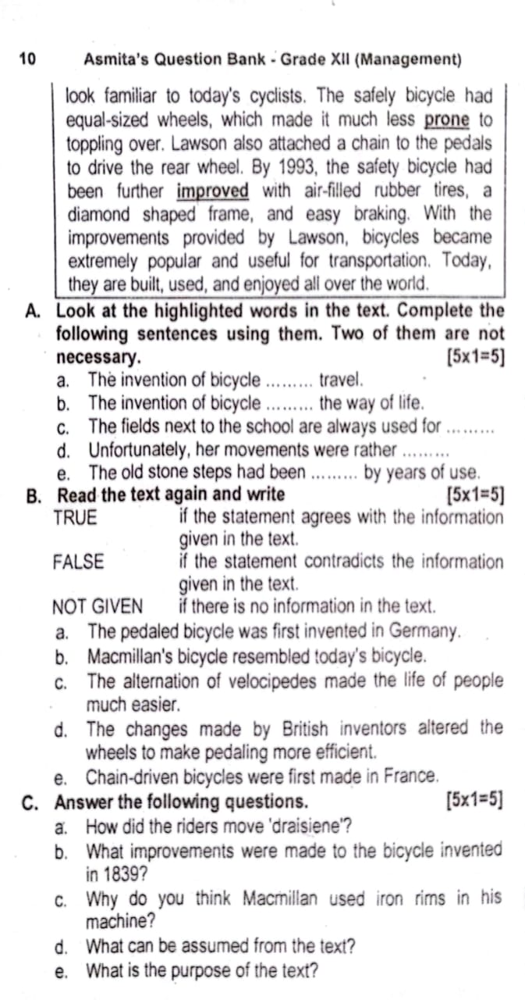 10 Asmita's Question Bank - Grade XII (Management)
look familiar to today's cyclists. The safely bicycle had
equal-sized wheels, which made it much less prone to
toppling over. Lawson also attached a chain to the pedals
to drive the rear wheel. By 1993, the safety bicycle had
been further improved with air-filled rubber tires, a
diamond shaped frame, and easy braking. With the
improvements provided by Lawson, bicycles became
extremely popular and useful for transportation. Today,
they are built, used, and enjoyed all over the world.
A. Look at the highlighted words in the text. Complete the
following sentences using them. Two of them are not
necessary. [5x1=5]
a. The invention of bicycle ......... travel.
b. The invention of bicycle ......... the way of life.
c. The fields next to the school are always used for .........
d. Unfortunately, her movements were rather .........
e. The old stone steps had been ......... by years of use.
B. Read the text again and write [5x1=5]
TRUE if the statement agrees with the information
given in the text.
FALSE if the statement contradicts the information
given in the text.
NOT GIVEN if there is no information in the text.
a. The pedaled bicycle was first invented in Germany.
b. Macmillan's bicycle resembled today's bicycle.
c. The alternation of velocipedes made the life of people
much easier.
d. The changes made by British inventors altered the
wheels to make pedaling more efficient.
e. Chain-driven bicycles were first made in France.
C. Answer the following questions. [5x1=5]
a. How did the riders move 'draisiene'?
b. What improvements were made to the bicycle invented
in 1839?
c. Why do you think Macmillan used iron rims in his
machine?
d. What can be assumed from the text?
e. What is the purpose of the text?